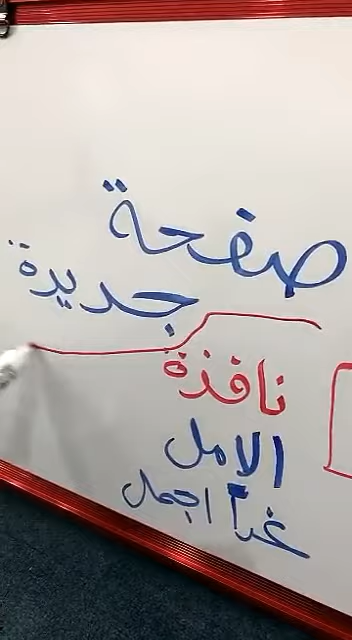 صفحة
جديدة
نافذة
الامل
غداً اجمل